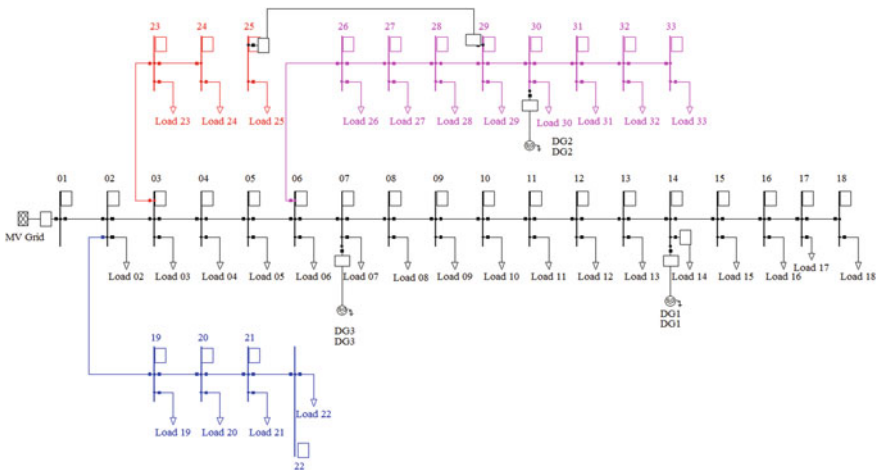 23 24 25 26 27 28 29 30 31 32 33
Load 23 Load 24 Load 25 Load 26 Load 27 Load 28 Load 29 Load 30 Load 31 Load 32 Load 33
DG2
DG2
01 02 03 04 05 06 07 08 09 10 11 12 13 14 15 16 17 18
MV Grid
Load 02 Load 03 Load 04 Load 05 Load 06 Load 07 Load 08 Load 09 Load 10 Load 11 Load 12 Load 13 Load 14 Load 15 Load 16 Load 17 Load 18
DG3
DG3
DG1
DG1
19 20 21
Load 19 Load 20 Load 21 Load 22
22